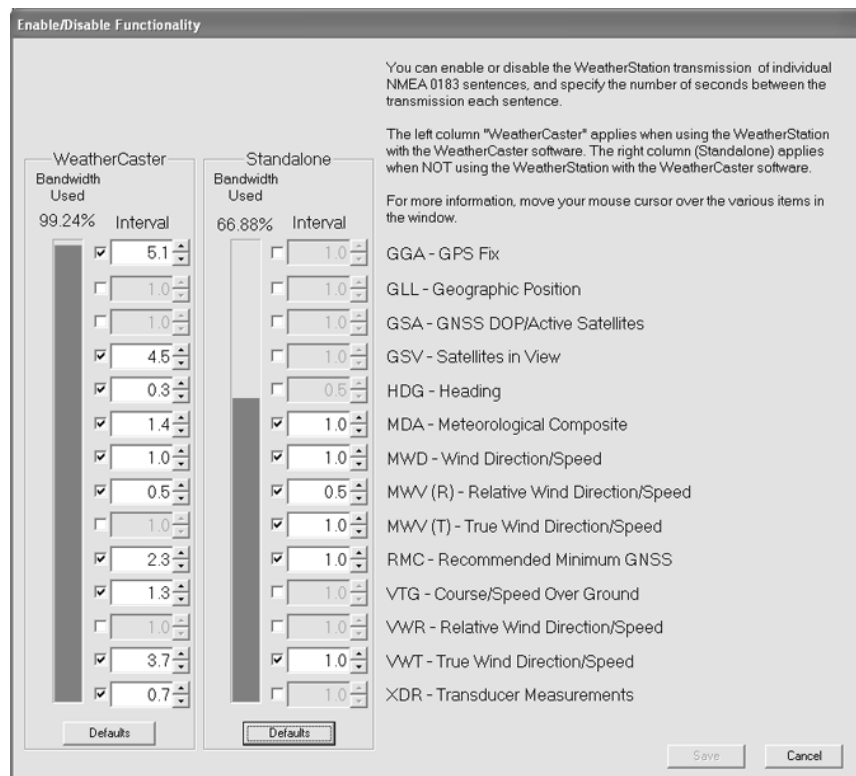 Enable/Disable Functionality
You can enable or disable the WeatherStation transmission of individual
NMEA 0183 sentences, and specify the number of seconds between the
transmission each sentence.
The left column "WeatherCaster" applies when using the WeatherStation
with the WeatherCaster software. The right column (Standalone) applies
when NOT using the WeatherStation with the WeatherCaster software.
For more information, move your mouse cursor over the various items in
the window.
WeatherCaster Standalone
Bandwidth Bandwidth
Used Used
99.24% Interval 66.88% Interval
5.1 1.0 GGA - GPS Fix
1.0 1.0 GLL - Geographic Position
1.0 1.0 GSA - GNSS DOP/Active Satellites
4.5 1.0 GSV - Satellites in View
0.3 0.5 HDG - Heading
1.4 1.0 MDA - Meteorological Composite
1.0 1.0 MWD - Wind Direction/Speed
0.5 0.5 MWV (R) - Relative Wind Direction/Speed
1.0 1.0 MWV (T) - True Wind Direction/Speed
2.3 1.0 RMC - Recommended Minimum GNSS
1.3 1.0 VTG - Course/Speed Over Ground
1.0 1.0 VWR - Relative Wind Direction/Speed
3.7 1.0 VWT - True Wind Direction/Speed
0.7 1.0 XDR - Transducer Measurements
Defaults Defaults
Save Cancel